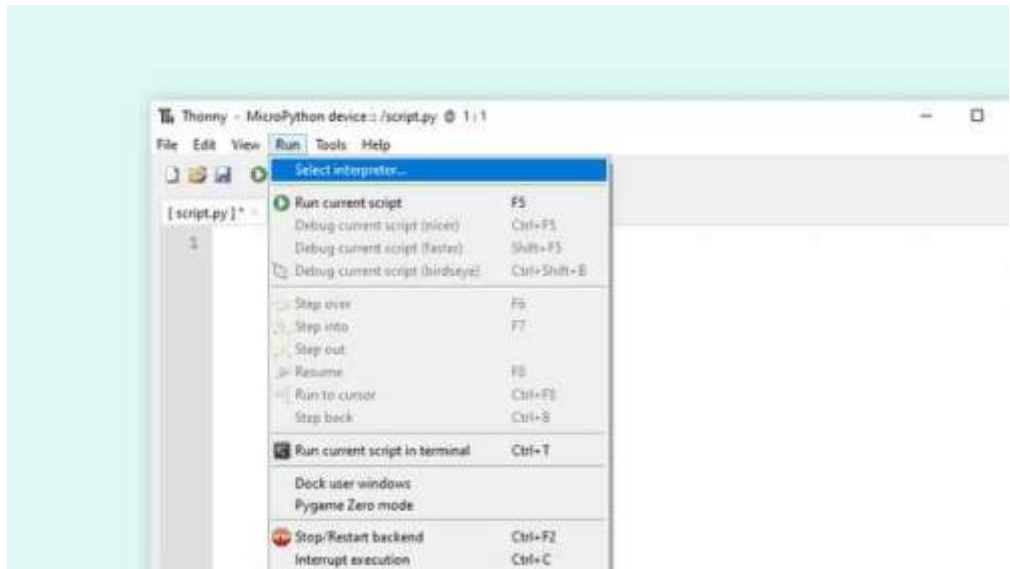 Thonny - MicroPython device :: /script.py @ 1 : 1
File Edit View Run Tools Help
Select interpreter...
[ script.py ] *
Run current script F5
1
Debug current script (nicer) Ctrl+F5
Debug current script (faster) Shift+F5
Debug current script (birdseye) Ctrl+Shift+B
Step over F6
Step into F7
Step out
Resume F8
Run to cursor Ctrl+F8
Step back Ctrl+B
Run current script in terminal Ctrl+T
Dock user windows
Pygame Zero mode
Stop/Restart backend Ctrl+F2
Interrupt execution Ctrl+C